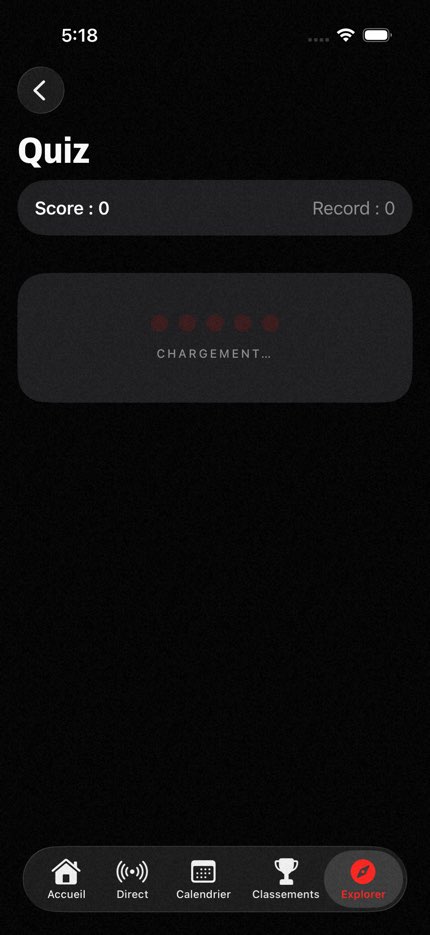 5:18
Quiz
Score : 0
Record : 0
CHARGEMENT…
Accueil
Direct
Calendrier
Classements
Explorer